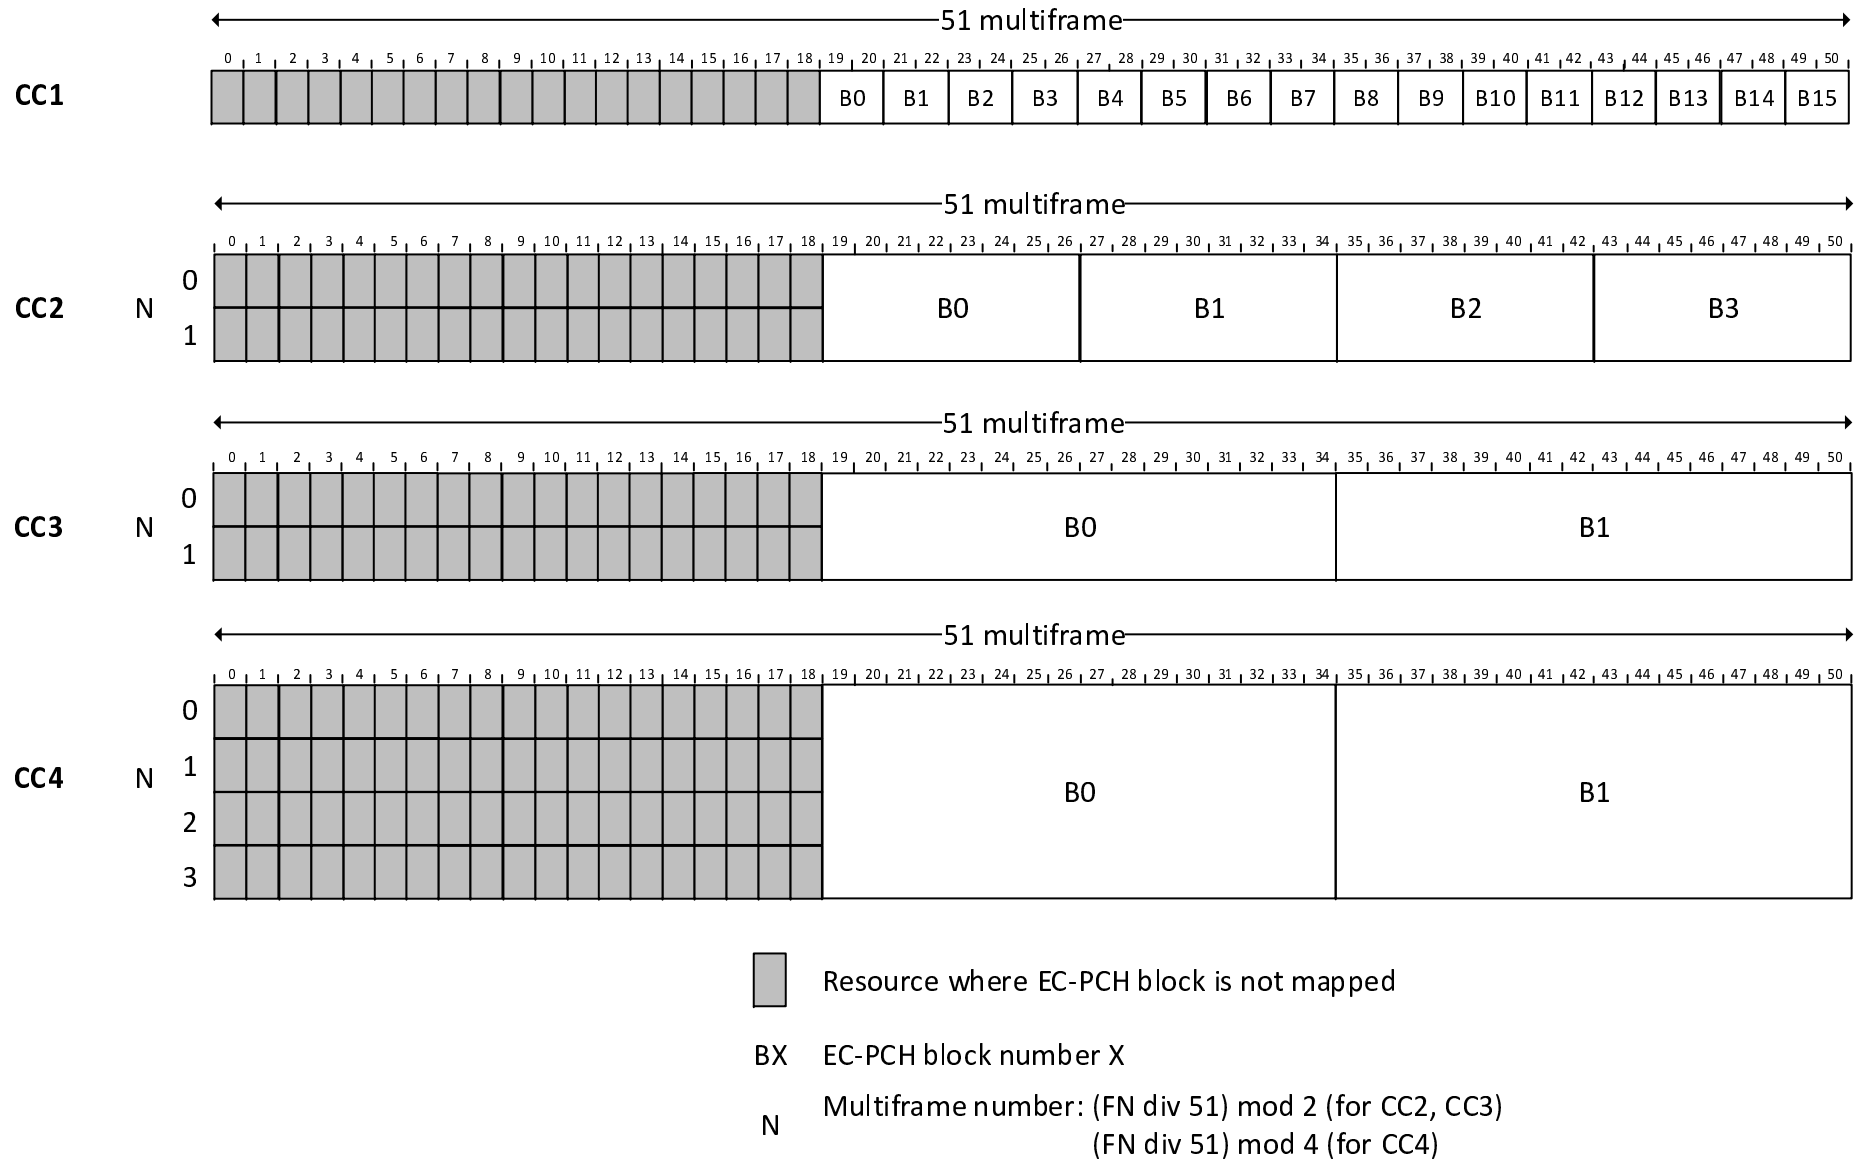 51 multiframe
0 1 2 3 4 5 6 7 8 9 10 11 12 13 14 15 16 17 18 19 20 21 22 23 24 25 26 27 28 29 30 31 32 33 34 35 36 37 38 39 40 41 42 43 44 45 46 47 48 49 50
CC1 B0 B1 B2 B3 B4 B5 B6 B7 B8 B9 B10 B11 B12 B13 B14 B15
51 multiframe
0 1 2 3 4 5 6 7 8 9 10 11 12 13 14 15 16 17 18 19 20 21 22 23 24 25 26 27 28 29 30 31 32 33 34 35 36 37 38 39 40 41 42 43 44 45 46 47 48 49 50
0
CC2 N B0 B1 B2 B3
1
51 multiframe
0 1 2 3 4 5 6 7 8 9 10 11 12 13 14 15 16 17 18 19 20 21 22 23 24 25 26 27 28 29 30 31 32 33 34 35 36 37 38 39 40 41 42 43 44 45 46 47 48 49 50
0
CC3 N B0 B1
1
51 multiframe
0 1 2 3 4 5 6 7 8 9 10 11 12 13 14 15 16 17 18 19 20 21 22 23 24 25 26 27 28 29 30 31 32 33 34 35 36 37 38 39 40 41 42 43 44 45 46 47 48 49 50
0
1
CC4 N B0 B1
2
3
Resource where EC-PCH block is not mapped
BX EC-PCH block number X
N Multiframe number: (FN div 51) mod 2 (for CC2, CC3)
(FN div 51) mod 4 (for CC4)